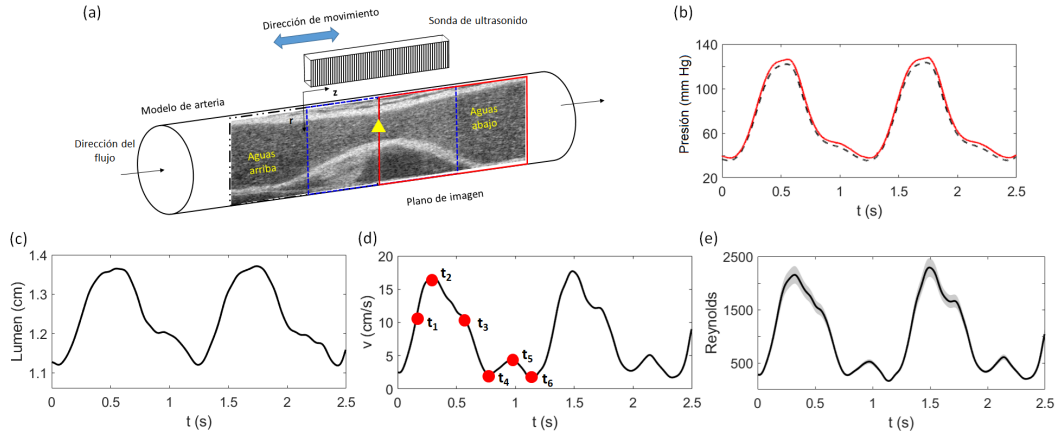 (a)
Dirección de movimiento
Sonda de ultrasonido
Modelo de arteria
z
r
Dirección del
flujo
Aguas
arriba
Aguas
abajo
Plano de imagen
(b)
Presión (mm Hg)
140
100
60
20
0 0.5 1 1.5 2 2.5
t (s)
(c)
Lumen (cm)
1.4
1.3
1.2
1.1
0 0.5 1 1.5 2 2.5
t (s)
(d)
v (cm/s)
20
15
10
5
0
t1
t2
t3
t4
t5
t6
0 0.5 1 1.5 2 2.5
t (s)
(e)
Reynolds
2500
1500
500
0 0.5 1 1.5 2 2.5
t (s)